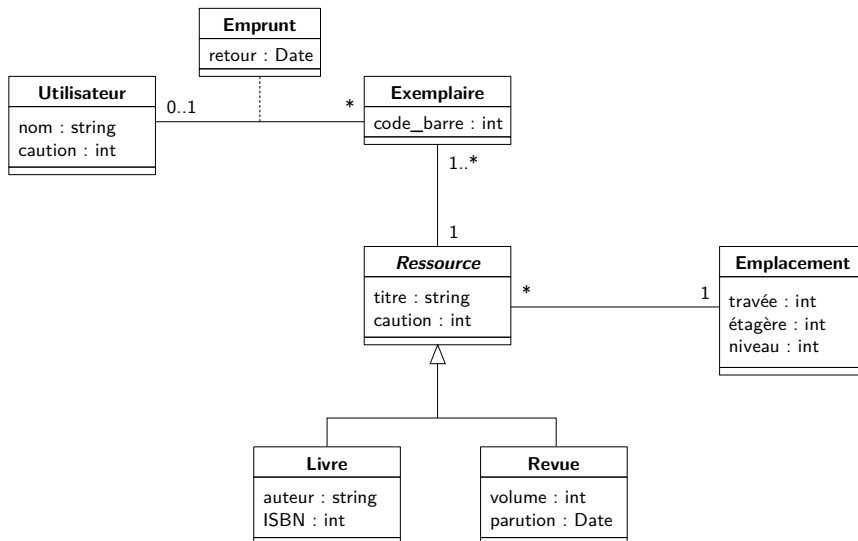 Emprunt
retour : Date
Utilisateur
nom : string
caution : int
0..1
*
Exemplaire
code_barre : int
1..*
1
Ressource
titre : string
caution : int
*
1
Emplacement
travée : int
étagère : int
niveau : int
Livre
auteur : string
ISBN : int
Revue
volume : int
parution : Date